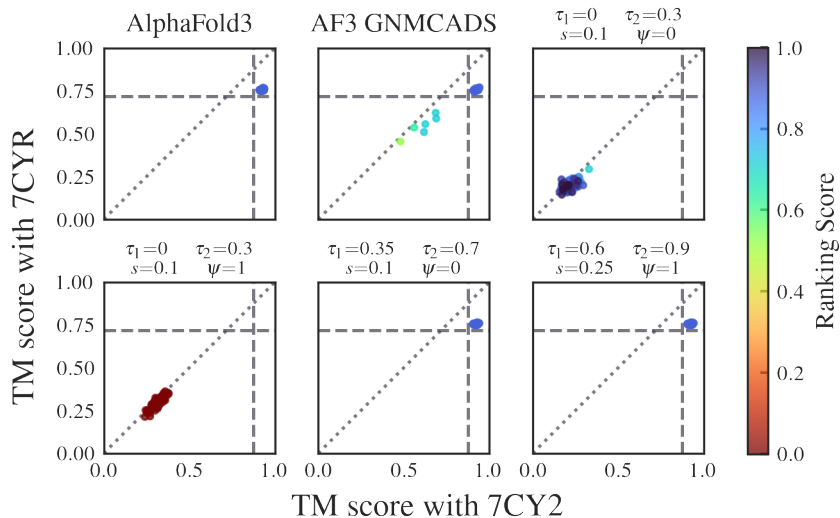 AlphaFold3
AF3 GNMCADS
τ₁=0 τ₂=0.3
s=0.1 ψ=0
1.00
0.75
0.50
0.25
0.00
τ₁=0 τ₂=0.3
s=0.1 ψ=1
τ₁=0.35 τ₂=0.7
s=0.1 ψ=0
τ₁=0.6 τ₂=0.9
s=0.25 ψ=1
1.00
0.75
0.50
0.25
0.00
0.0 0.5 1.0
0.0 0.5 1.0
0.0 0.5 1.0
TM score with 7CYR
TM score with 7CY2
1.0
0.8
0.6
0.4
0.2
0.0
Ranking Score